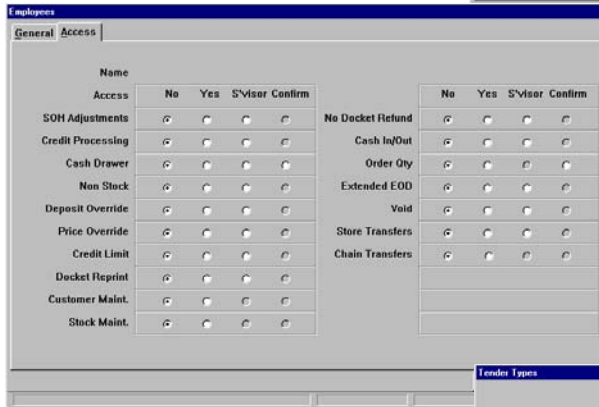 Employees
General Access
Name
Access No Yes S'visor Confirm No Yes S'visor Confirm
SOH Adjustments No Docket Refund
Credit Processing Cash In/Out
Cash Drawer Order Qty
Non Stock Extended EOD
Deposit Override Void
Price Override Store Transfers
Credit Limit Chain Transfers
Docket Reprint
Customer Maint.
Stock Maint.
Tender Types